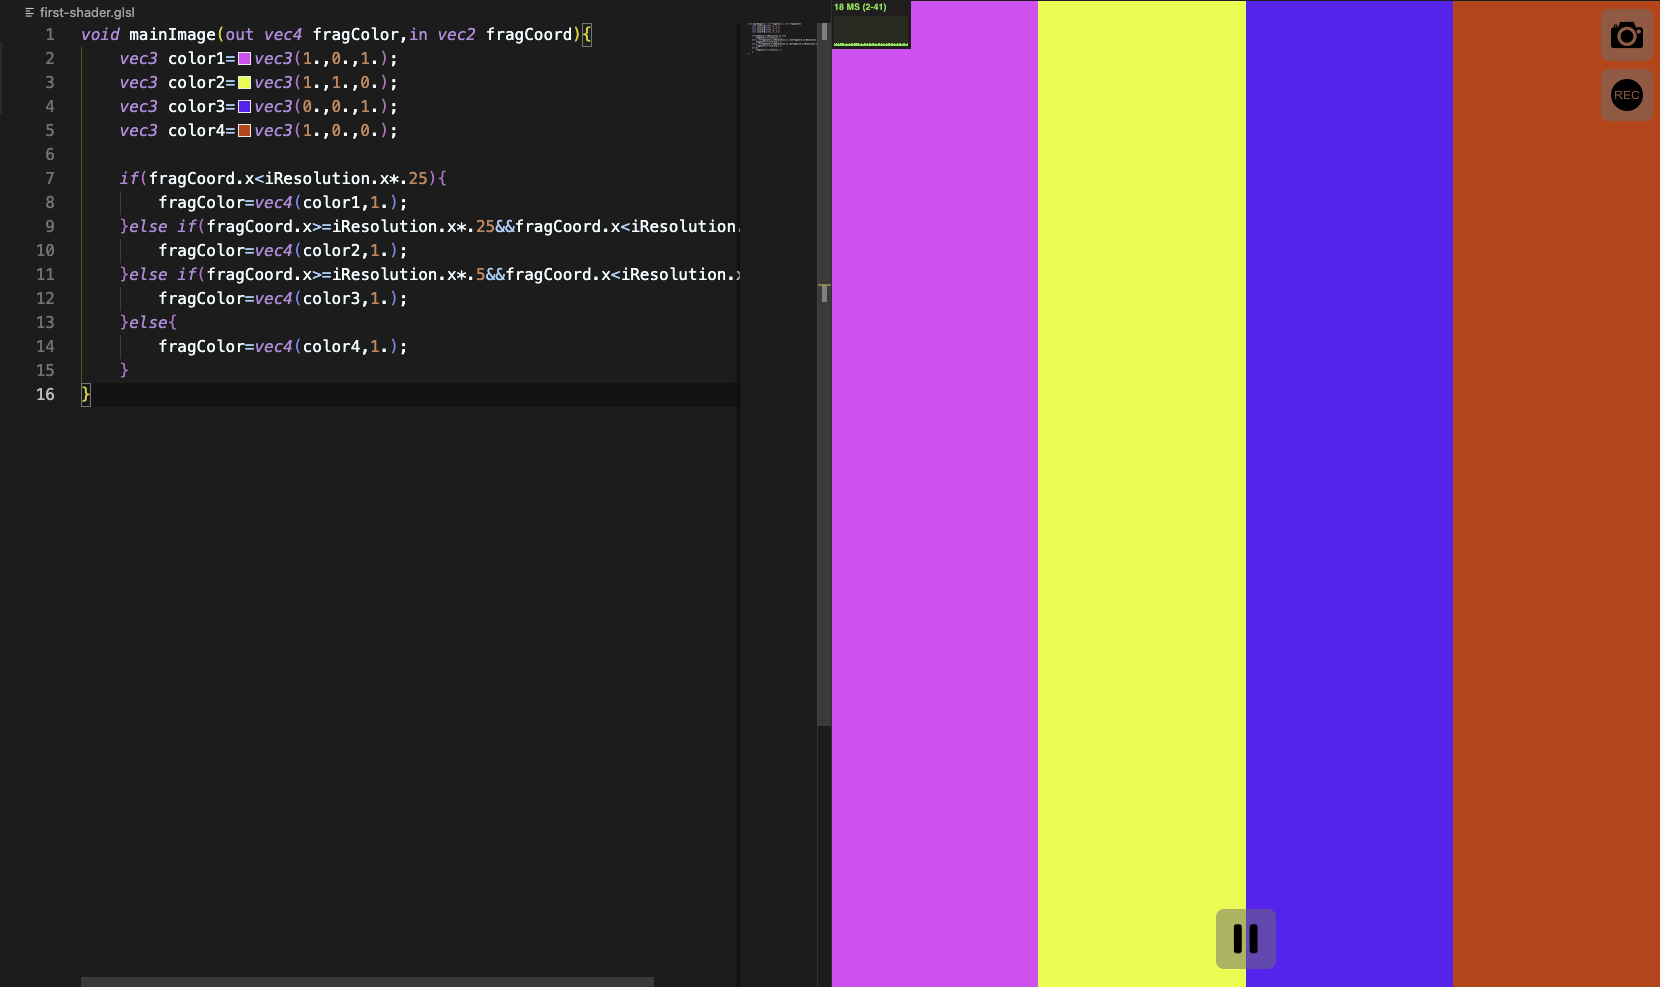 first-shader.glsl
1 void mainImage(out vec4 fragColor,in vec2 fragCoord){
2 vec3 color1=vec3(1.,0.,1.);
3 vec3 color2=vec3(1.,1.,0.);
4 vec3 color3=vec3(0.,0.,1.);
5 vec3 color4=vec3(1.,0.,0.);
6
7 if(fragCoord.x<iResolution.x*.25){
8 fragColor=vec4(color1,1.);
9 }else if(fragCoord.x>=iResolution.x*.25&&fragCoord.x<iResolution.
10 fragColor=vec4(color2,1.);
11 }else if(fragCoord.x>=iResolution.x*.5&&fragCoord.x<iResolution.
12 fragColor=vec4(color3,1.);
13 }else{
14 fragColor=vec4(color4,1.);
15 }
16 }
18 MS (2-41)
REC